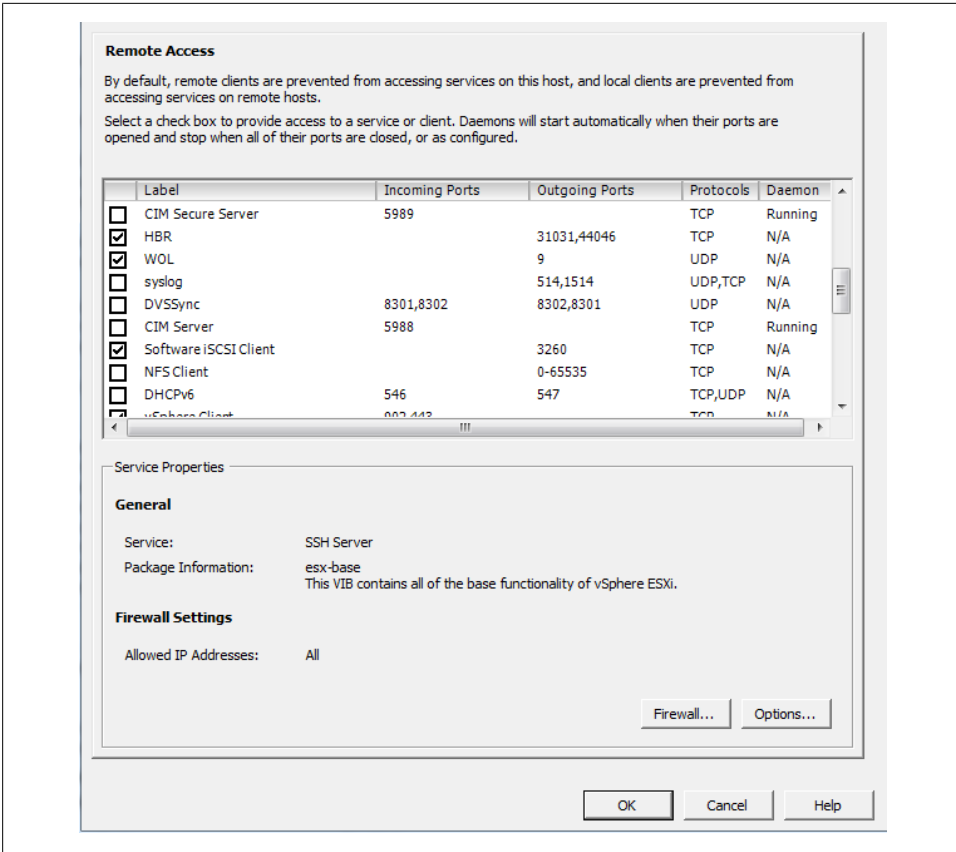 Remote Access
By default, remote clients are prevented from accessing services on this host, and local clients are prevented from
accessing services on remote hosts.
Select a check box to provide access to a service or client. Daemons will start automatically when their ports are
opened and stop when all of their ports are closed, or as configured.
Label Incoming Ports Outgoing Ports Protocols Daemon
CIM Secure Server 5989 TCP Running
HBR 31031,44046 TCP N/A
WOL 9 UDP N/A
syslog 514,1514 UDP,TCP N/A
DVSSync 8301,8302 8302,8301 UDP N/A
CIM Server 5988 TCP Running
Software iSCSI Client 3260 TCP N/A
NFS Client 0-65535 TCP N/A
DHCPv6 546 547 TCP,UDP N/A
vSphere Client 902,443 TCP N/A
Service Properties
General
Service: SSH Server
Package Information: esx-base
This VIB contains all of the base functionality of vSphere ESXi.
Firewall Settings
Allowed IP Addresses: All
Firewall... Options...
OK Cancel Help